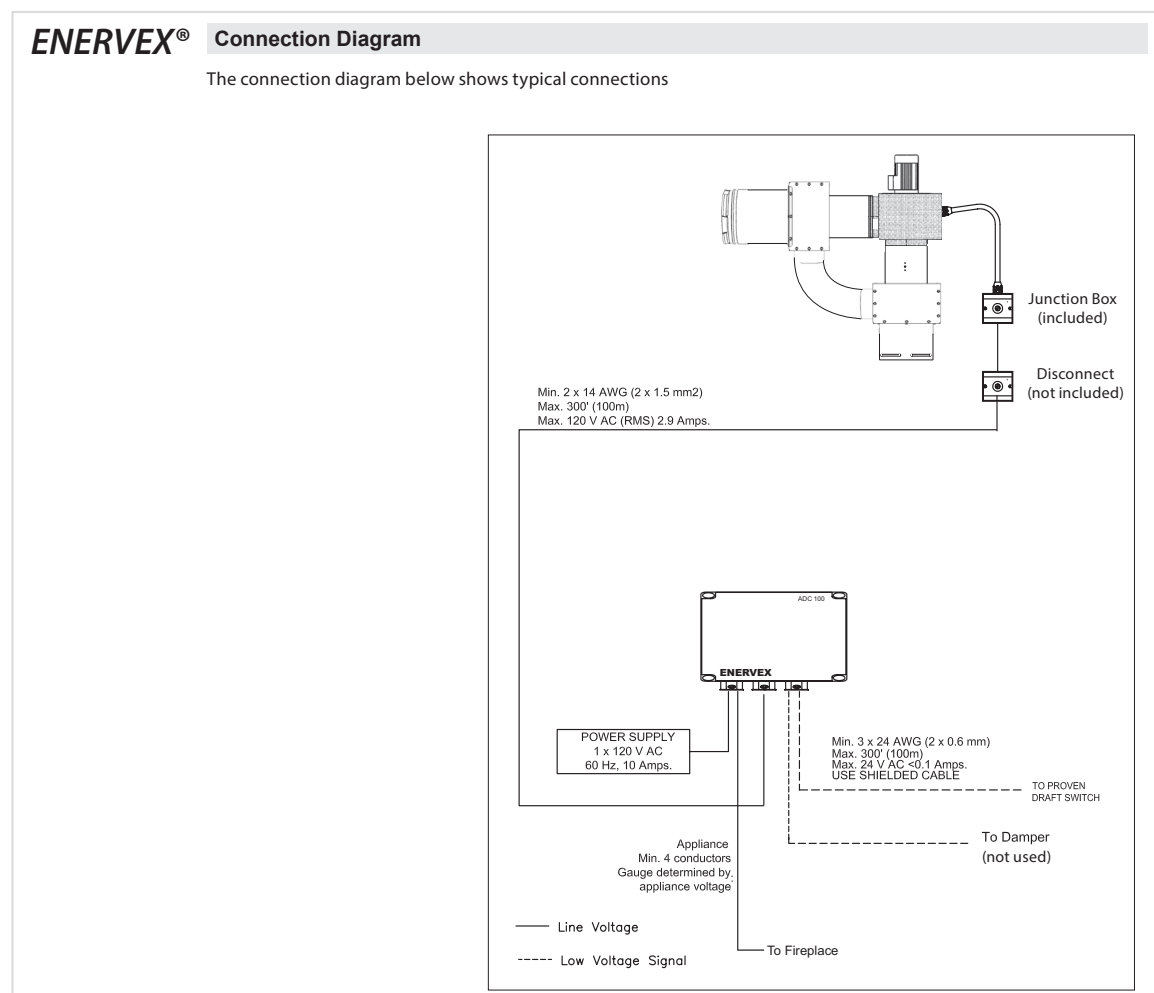 ENERVEX®
Connection Diagram
The connection diagram below shows typical connections
Junction Box
(included)
Disconnect
(not included)
Min. 2 x 14 AWG (2 x 1.5 mm2)
Max. 300' (100m)
Max. 120 V AC (RMS) 2.9 Amps.
ADC 100
ENERVEX
POWER SUPPLY
1 x 120 V AC
60 Hz, 10 Amps.
Min. 3 x 24 AWG (2 x 0.6 mm)
Max. 300' (100m)
Max. 24 V AC <0.1 Amps.
USE SHIELDED CABLE
TO PROVEN
DRAFT SWITCH
To Damper
(not used)
Appliance
Min. 4 conductors
Gauge determined by.
appliance voltage
Line Voltage
To Fireplace
Low Voltage Signal